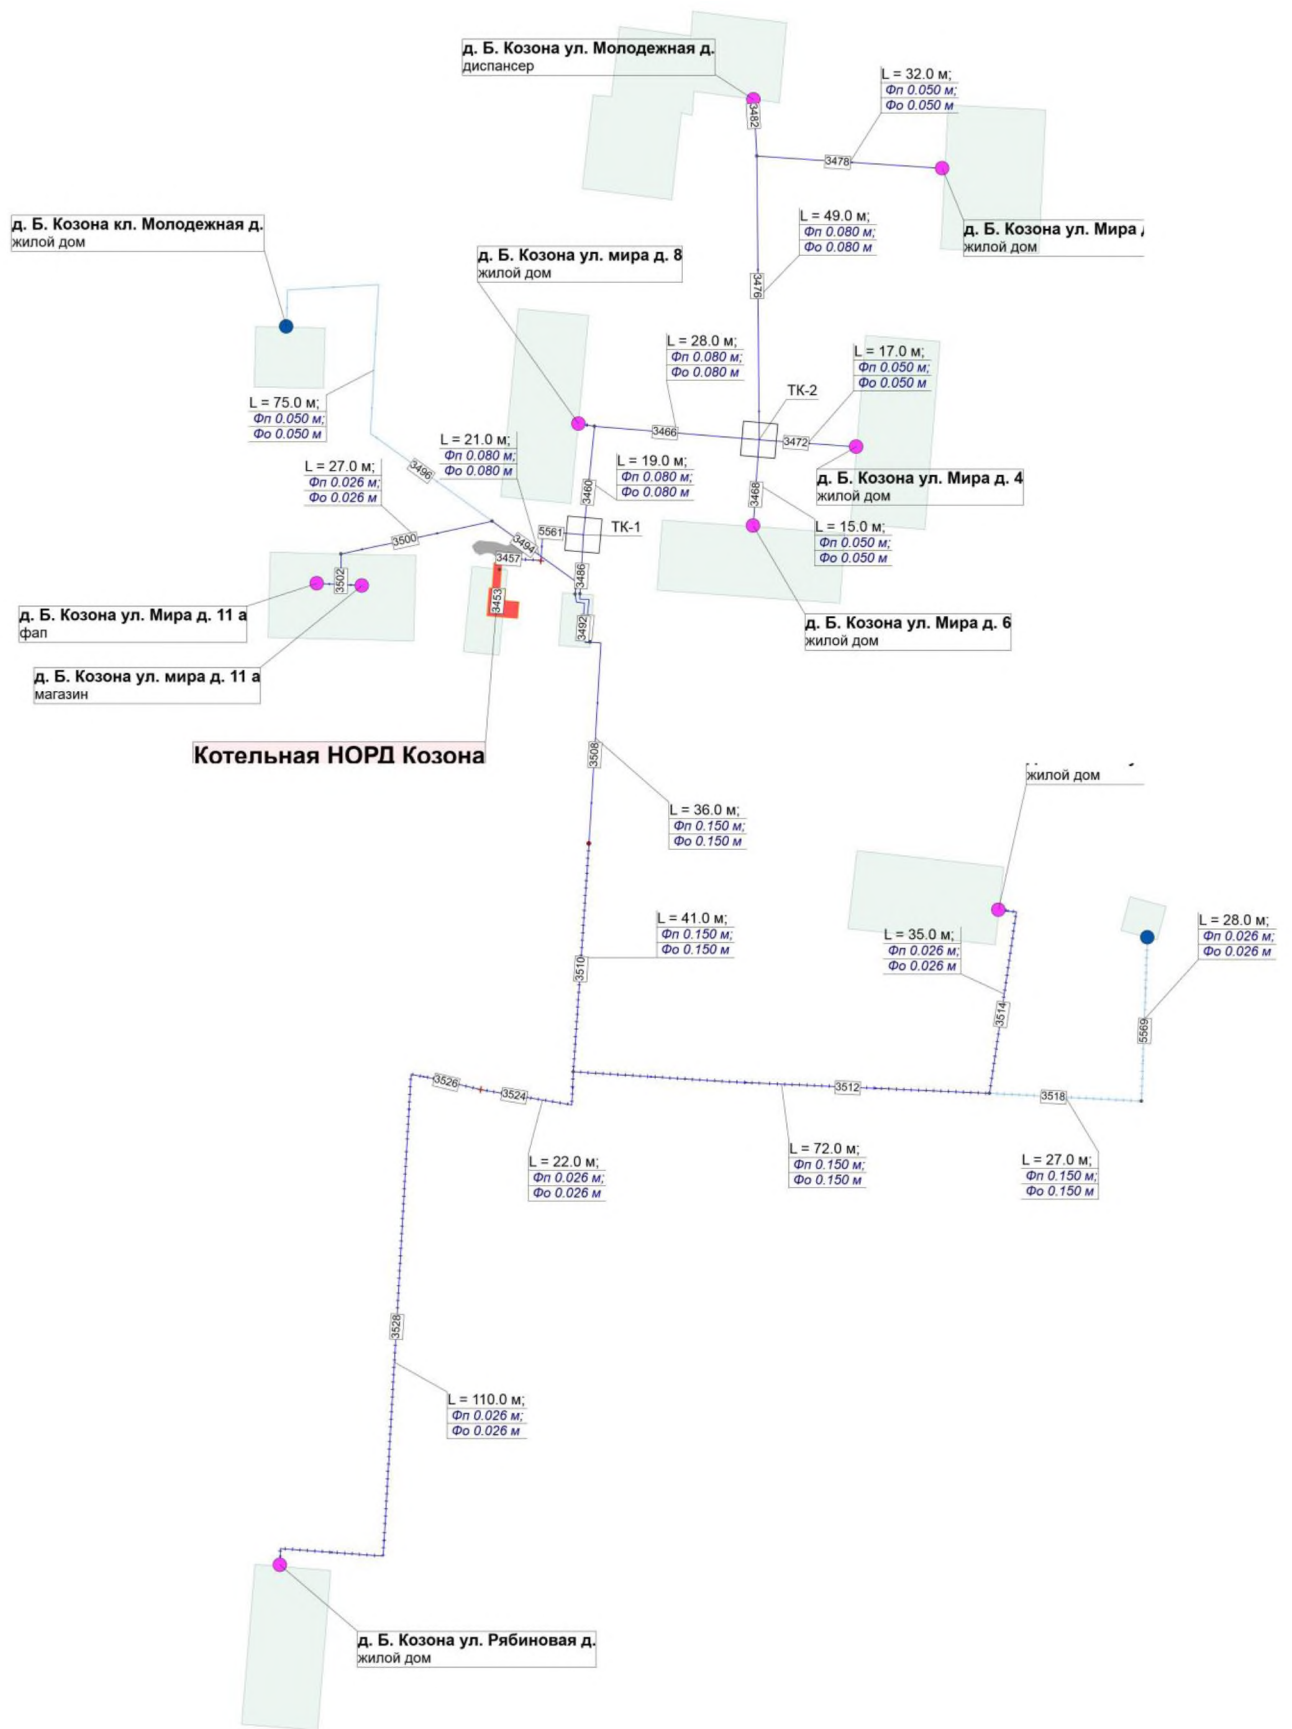 д. Б. Козона ул. Молодежная д.
диспансер
L = 32.0 м;
Фп 0.050 м;
Фо 0.050 м
3482
3478
д. Б. Козона кл. Молодежная д.
жилой дом
L = 49.0 м;
Фп 0.080 м;
Фо 0.080 м
д. Б. Козона ул. Мира
жилой дом
д. Б. Козона ул. мира д. 8
жилой дом
3476
L = 28.0 м;
Фп 0.080 м;
Фо 0.080 м
L = 17.0 м;
Фп 0.050 м;
Фо 0.050 м
ТК-2
L = 75.0 м;
Фп 0.050 м;
Фо 0.050 м
3466
3472
L = 21.0 м;
Фп 0.080 м;
Фо 0.080 м
L = 27.0 м;
Фп 0.026 м;
Фо 0.026 м
3496
L = 19.0 м;
Фп 0.080 м;
Фо 0.080 м
3460
3468
д. Б. Козона ул. Мира д. 4
жилой дом
L = 15.0 м;
Фп 0.050 м;
Фо 0.050 м
ТК-1
5561
3500
3494
3457
3502
3486
3453
3492
д. Б. Козона ул. Мира д. 11 а
фап
д. Б. Козона ул. Мира д. 6
жилой дом
д. Б. Козона ул. мира д. 11 а
магазин
Котельная НОРД Козона
3508
жилой дом
L = 36.0 м;
Фп 0.150 м;
Фо 0.150 м
L = 41.0 м;
Фп 0.150 м;
Фо 0.150 м
L = 35.0 м;
Фп 0.026 м;
Фо 0.026 м
L = 28.0 м;
Фп 0.026 м;
Фо 0.026 м
3510
3514
5569
3526
3524
3512
3518
L = 22.0 м;
Фп 0.026 м;
Фо 0.026 м
L = 72.0 м;
Фп 0.150 м;
Фо 0.150 м
L = 27.0 м;
Фп 0.150 м;
Фо 0.150 м
3528
L = 110.0 м;
Фп 0.026 м;
Фо 0.026 м
д. Б. Козона ул. Рябиновая д.
жилой дом